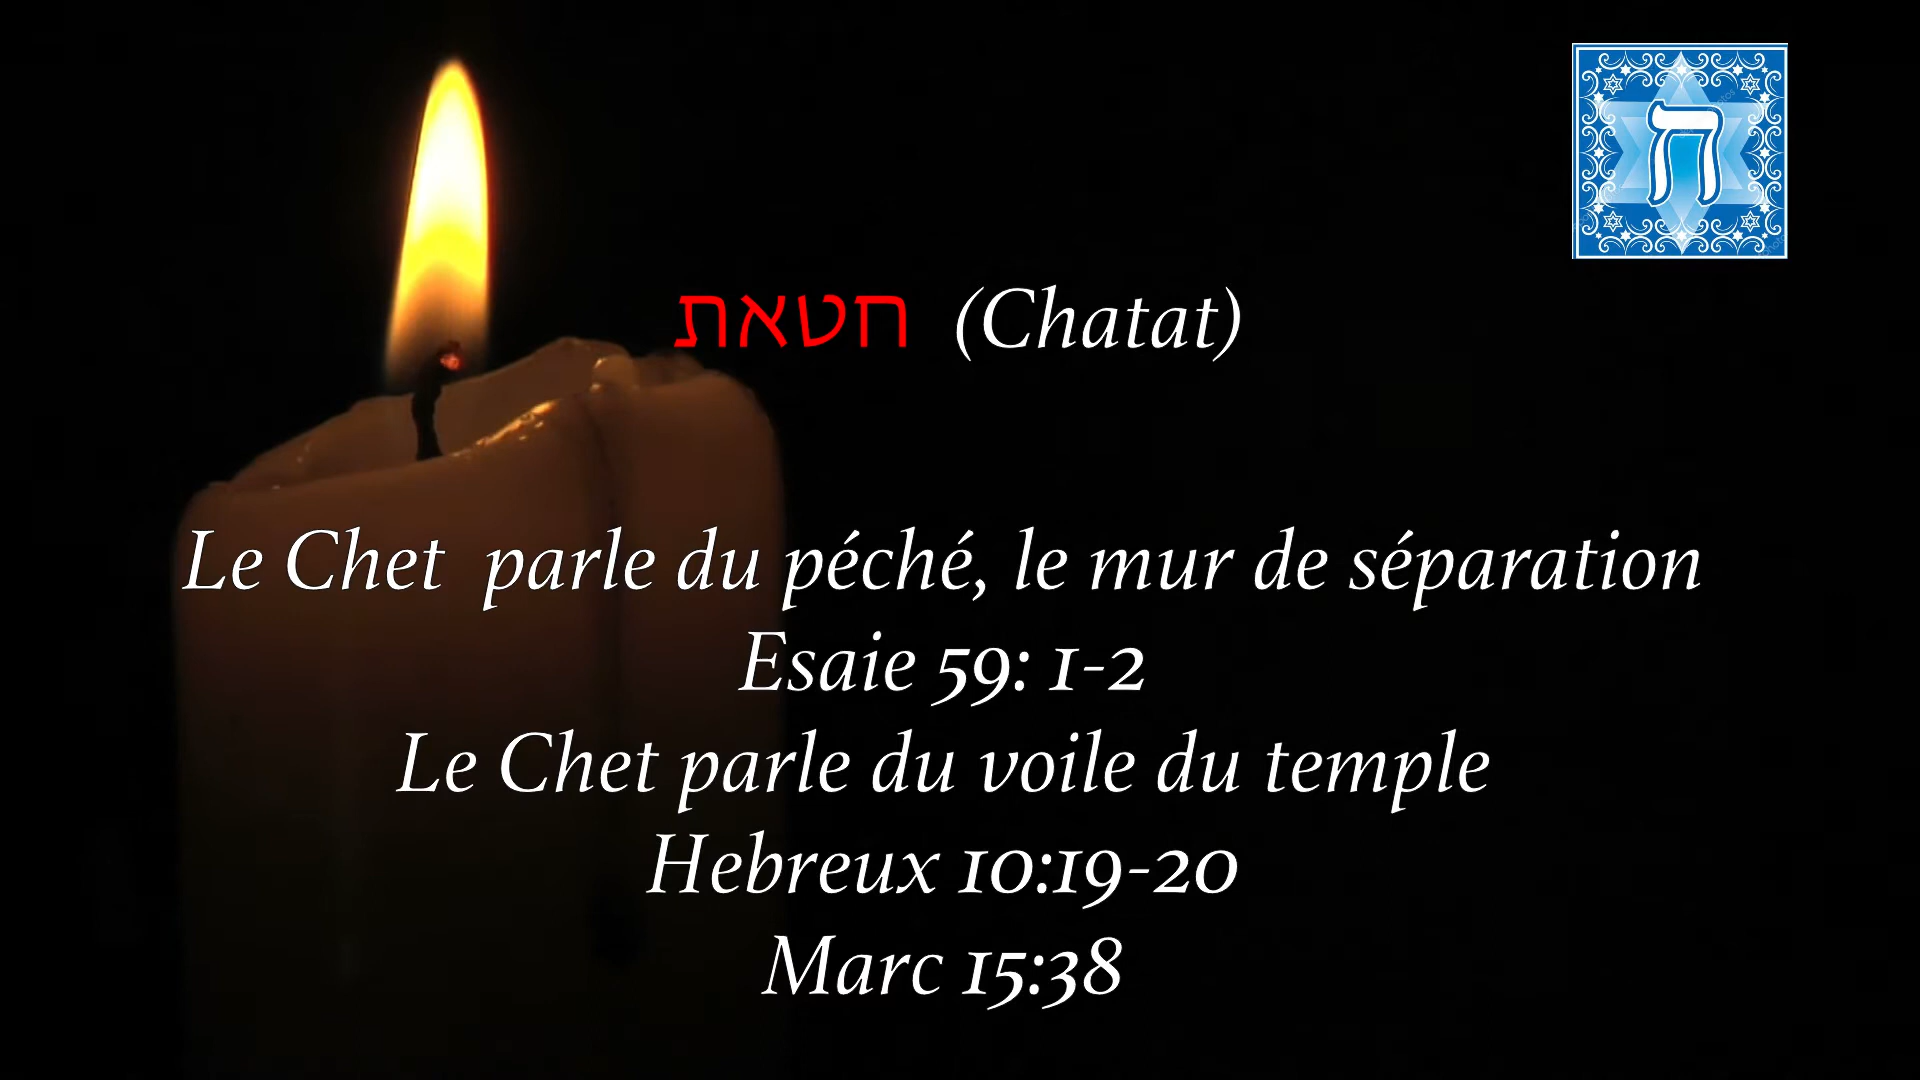 ח
חטאת (Chatat)
Le Chet parle du péché, le mur de séparation
Esaie 59: 1-2
Le Chet parle du voile du temple
Hebreux 10:19-20
Marc 15:38